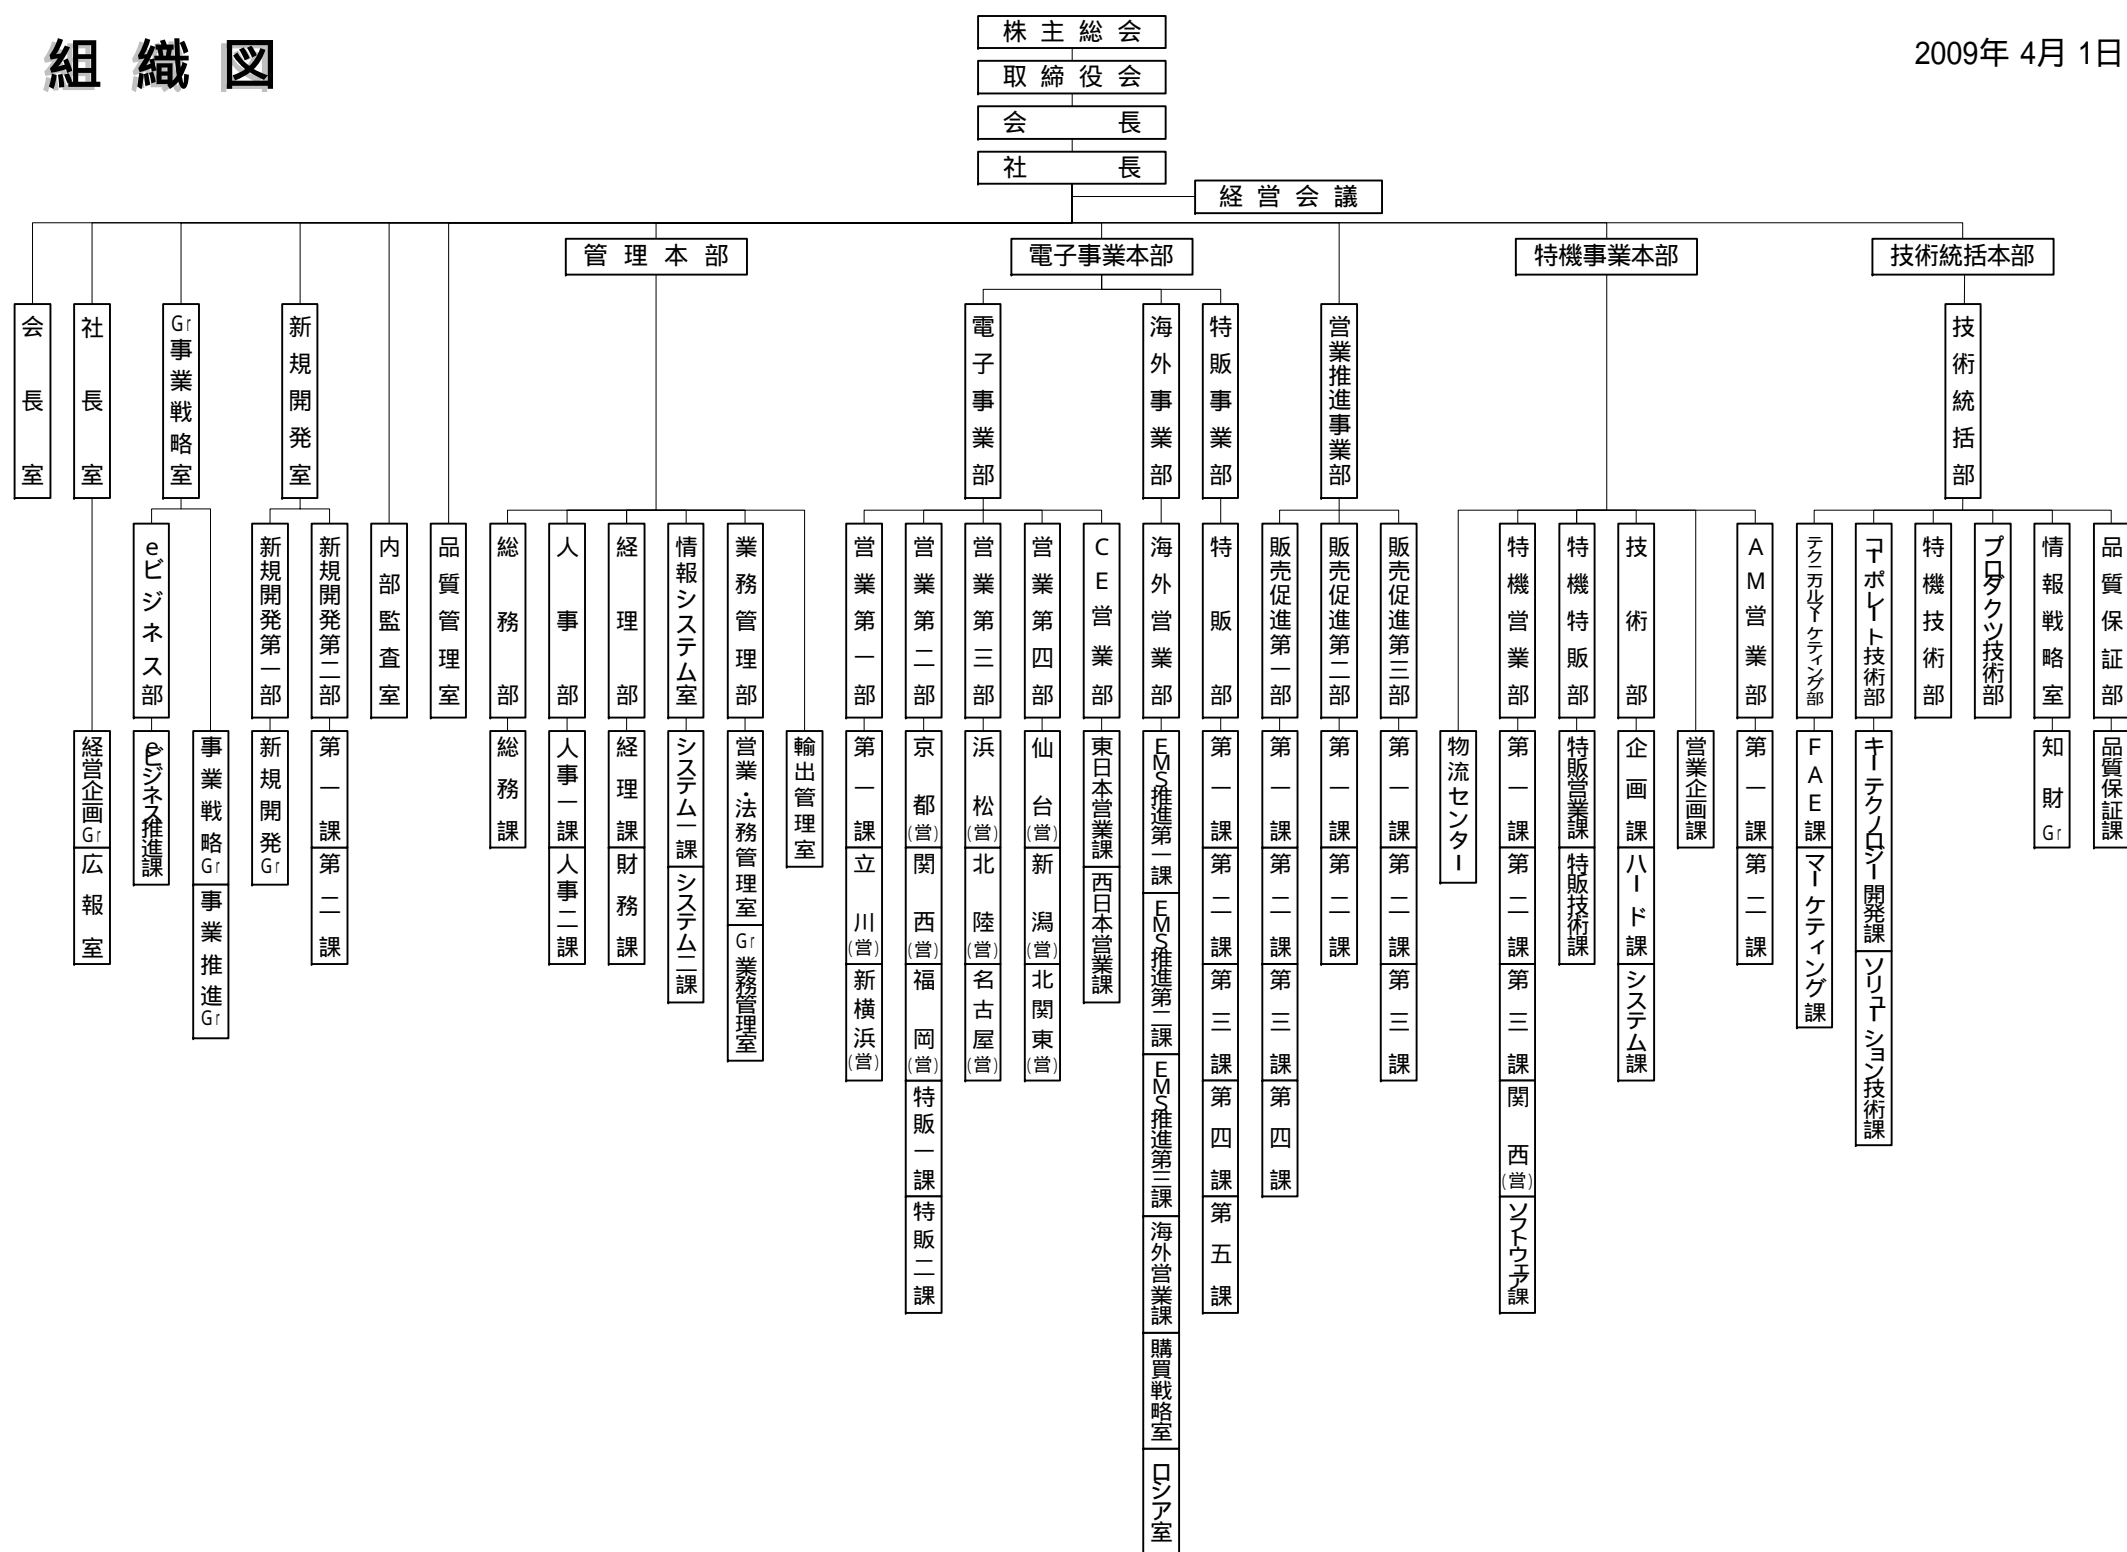 組織図
2009年 4月 1日
株主総会
取締役会
会長
社長
経営会議
管理本部
電子事業本部
特機事業本部
技術統括本部
会長室
社長室
Gr事業戦略室
新規開発室
電子事業部
海外事業部
特販事業部
営業推進事業部
技術統括部
eビジネス部
新規開発第一部
新規開発第二部
内部監査室
品質管理室
総務部
人事部
経理部
情報システム室
業務管理部
営業第一部
営業第二部
営業第三部
営業第四部
CE営業部
海外営業部
特販部
販売促進第一部
販売促進第二部
販売促進第三部
特機営業部
特機特販部
技術部
AM営業部
テクニカルマーケティング部
コーポレート技術部
特機技術部
プロダクツ技術部
情報戦略室
品質保証部
経営企画Gr
広報室
eビジネス推進課
事業戦略Gr
事業推進Gr
新規開発Gr
第一課
第二課
総務課
人事一課
人事二課
経理課
財務課
システム一課
システム二課
営業・法務管理室
Gr業務管理室
輸出管理室
第一課
立川(営)
新横浜(営)
京都(営)
関西(営)
福岡(営)
特販一課
特販二課
浜松(営)
北陸(営)
名古屋(営)
仙台(営)
新潟(営)
北関東(営)
東日本営業課
西日本営業課
EMS推進第一課
EMS推進第二課
EMS推進第三課
海外営業課
購買戦略室
ロシア室
第一課
第二課
第三課
第四課
第五課
第一課
第二課
第三課
第四課
第一課
第二課
第一課
第二課
第三課
物流センター
第一課
第二課
第三課
関西(営)
ソフトウェア課
特販営業課
特販技術課
企画課
ハード課
システム課
営業企画課
第一課
第二課
FAE課
マーケティング課
キーテクノロジー開発課
ソリューション技術課
知財Gr
品質保証課